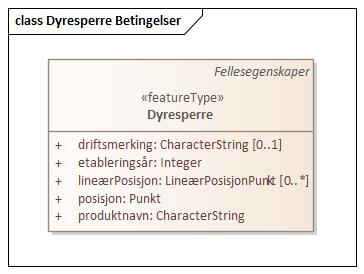 class Dyresperre Betingelser
Fellesegenskaper
«featureType»
Dyresperre
+ driftsmerking: CharacterString [0..1]
+ etableringsår: Integer
+ lineærPosisjon: LineærPosisjonPunkt [0..*]
+ posisjon: Punkt
+ produktnavn: CharacterString